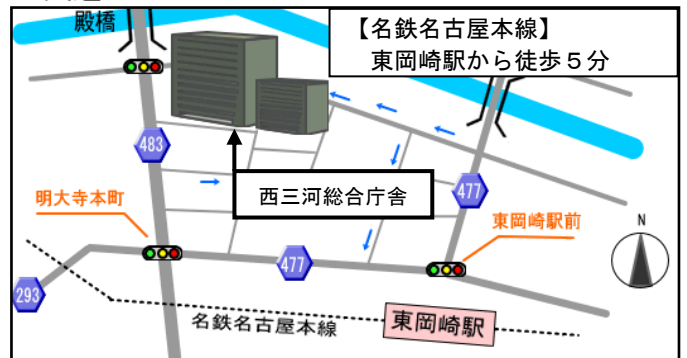 殿橋
【名鉄名古屋本線】
東岡崎駅から徒歩５分
483
477
明大寺本町
西三河総合庁舎
東岡崎駅前
N
477
293
名鉄名古屋本線
東岡崎駅